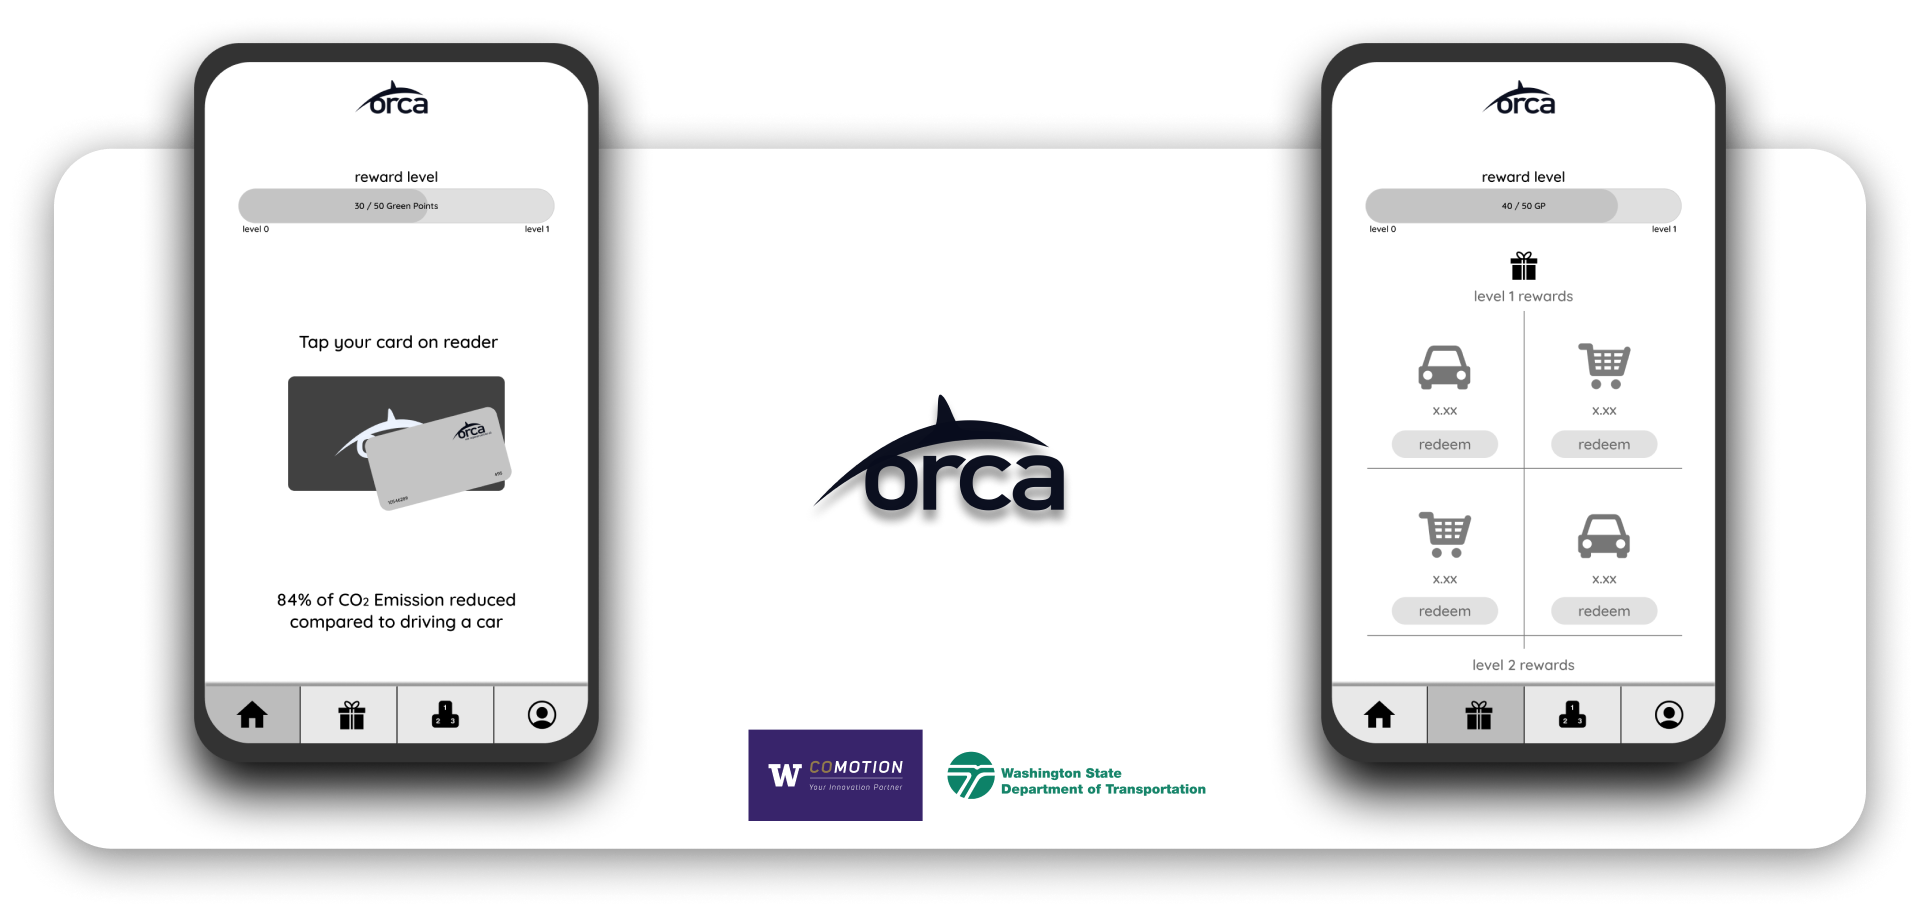 orca
reward level
30 / 50 Green Points
level 0
level 1
Tap your card on reader
orca
10546289
84% of CO₂ Emission reduced
compared to driving a car
1
2 3
orca
W COMOTION
Your Innovation Partner
Washington State
Department of Transportation
orca
reward level
40 / 50 GP
level 0
level 1
level 1 rewards
x.xx
x.xx
redeem
redeem
x.xx
x.xx
redeem
redeem
level 2 rewards
1
2 3